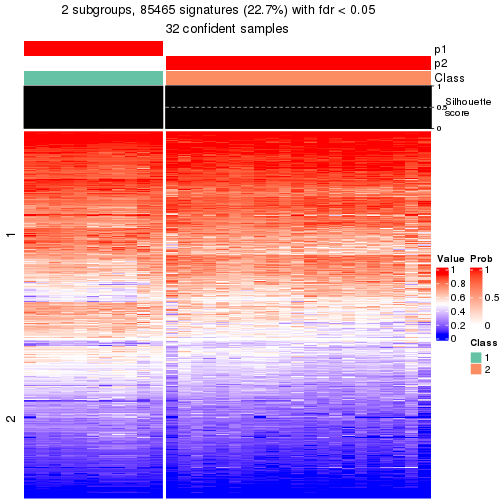 2 subgroups, 85465 signatures (22.7%) with fdr < 0.05
32 confident samples
p1
p2
Class
1
0.5
0
Silhouette
score
1
2
Value
1
0.8
0.6
0.4
0.2
0
Prob
1
0.5
0
Class
1
2